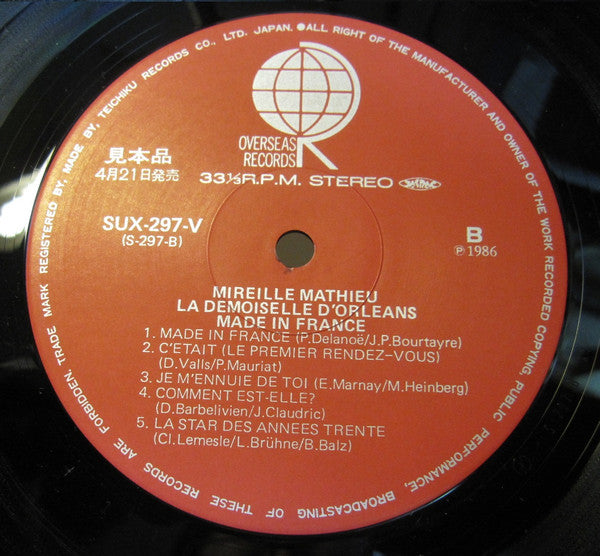 MARK REGISTERED BY, MADE BY, TEICHIKU RECORDS CO., LTD. JAPAN. ●ALL RIGHT OF THE MANUFACTURER AND OWNER OF THE WORK RECORDED COPYING PUBLIC PERFORMANCE, BROADCASTING OF THESE RECORDS ARE FORBIDDEN. TRADE
OVERSEAS
RECORDS
見本品
4月21日発売
33⅓R.P.M. STEREO
SUX-297-V
(S-297-B)
B
Ⓟ1986
MIREILLE MATHIEU
LA DEMOISELLE D'ORLEANS
MADE IN FRANCE
1. MADE IN FRANCE (P.Delanoë/J.P.Bourtayre)
2. C'ETAIT (LE PREMIER RENDEZ-VOUS)
(D.Valls/P.Mauriat)
3. JE M'ENNUIE DE TOI (E.Marnay/M.Heinberg)
4. COMMENT EST-ELLE?
(D.Barbelivien/J.Claudric)
5. LA STAR DES ANNEES TRENTE
(Cl.Lemesle/L.Brühne/B.Balz)